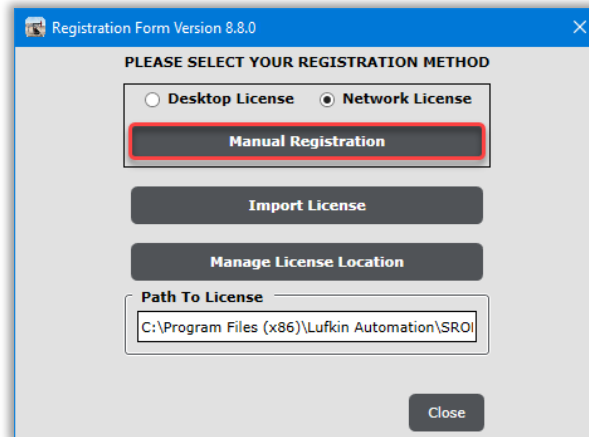 Registration Form Version 8.8.0
PLEASE SELECT YOUR REGISTRATION METHOD
Desktop License Network License
Manual Registration
Import License
Manage License Location
Path To License
C:\Program Files (x86)\Lufkin Automation\SROI
Close